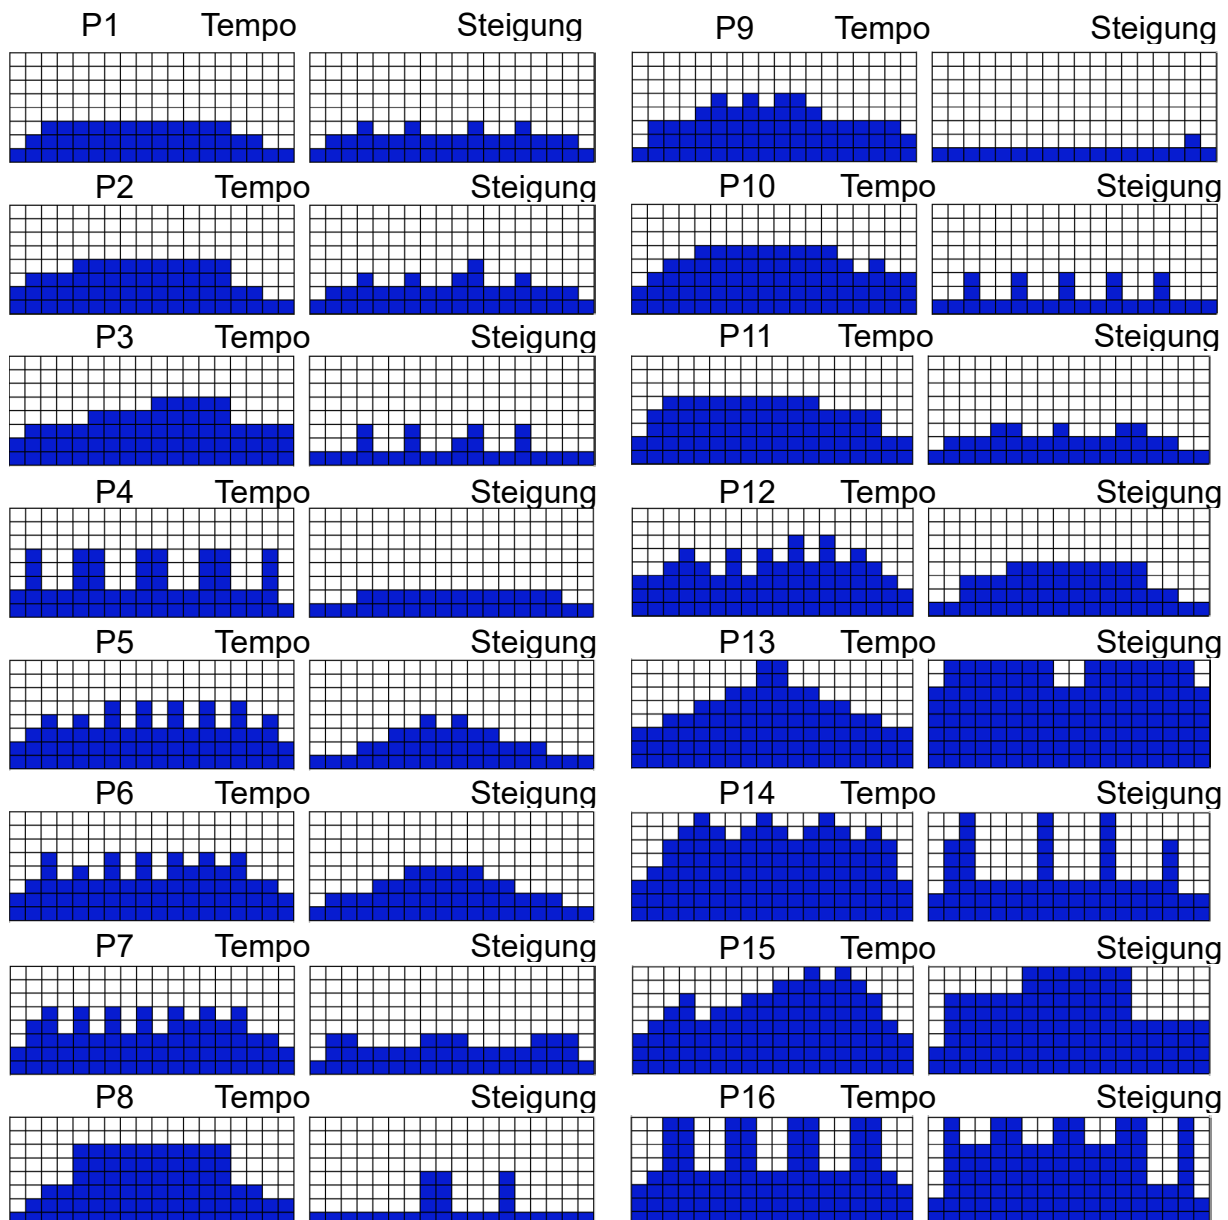 P1 Tempo Steigung
P9 Tempo Steigung
P2 Tempo Steigung
P10 Tempo Steigung
P3 Tempo Steigung
P11 Tempo Steigung
P4 Tempo Steigung
P12 Tempo Steigung
P5 Tempo Steigung
P13 Tempo Steigung
P6 Tempo Steigung
P14 Tempo Steigung
P7 Tempo Steigung
P15 Tempo Steigung
P8 Tempo Steigung
P16 Tempo Steigung